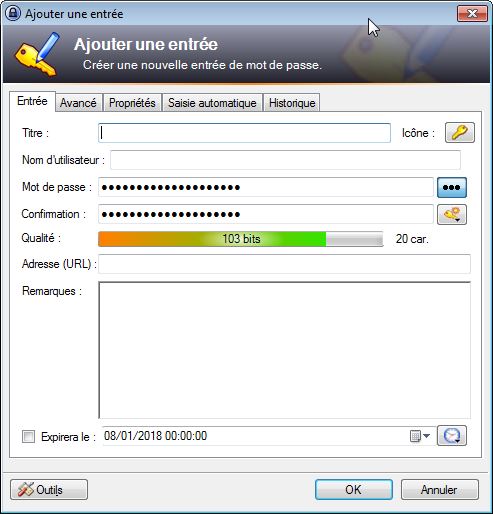 Ajouter une entrée
Ajouter une entrée
Créer une nouvelle entrée de mot de passe.
Entrée Avancé Propriétés Saisie automatique Historique
Titre : Icône :
Nom d'utilisateur :
Mot de passe : ●●●●●●●●●●●●●●●●●●●● ●●●
Confirmation : ●●●●●●●●●●●●●●●●●●●●
Qualité : 103 bits 20 car.
Adresse (URL) :
Remarques :
Expirera le : 08/01/2018 00:00:00
Outils OK Annuler